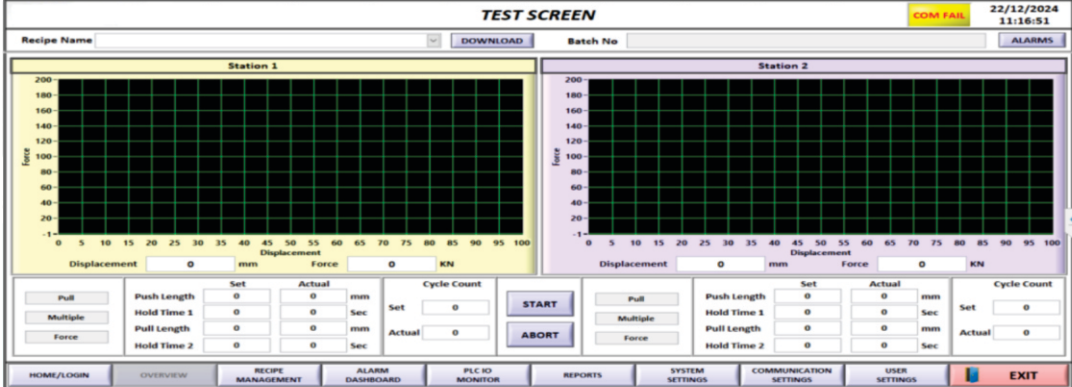 TEST SCREEN
COM FAIL
22/12/2024
11:16:51
Recipe Name
DOWNLOAD
Batch No
ALARMS
Station 1
200
180
160
140
120
100
80
60
40
20
-1
Force
0 5 10 15 20 25 30 35 40 45 50 55 60 65 70 75 80 85 90 95 100
Displacement
Displacement 0 mm Force 0 KN
Station 2
200
180
160
140
120
100
80
60
40
20
-1
Force
0 5 10 15 20 25 30 35 40 45 50 55 60 65 70 75 80 85 90 95 100
Displacement
Displacement 0 mm Force 0 KN
Pull
Multiple
Force
Set Actual
Push Length 0 0 mm
Hold Time 1 0 0 Sec
Pull Length 0 0 mm
Hold Time 2 0 0 Sec
Cycle Count
Set 0
Actual 0
START
ABORT
Pull
Multiple
Force
Set Actual
Push Length 0 0 mm
Hold Time 1 0 0 Sec
Pull Length 0 0 mm
Hold Time 2 0 0 Sec
Cycle Count
Set 0
Actual 0
HOME/LOGIN
OVERVIEW
RECIPE
MANAGEMENT
ALARM
DASHBOARD
PLC IO
MONITOR
REPORTS
SYSTEM
SETTINGS
COMMUNICATION
SETTINGS
USER
SETTINGS
EXIT